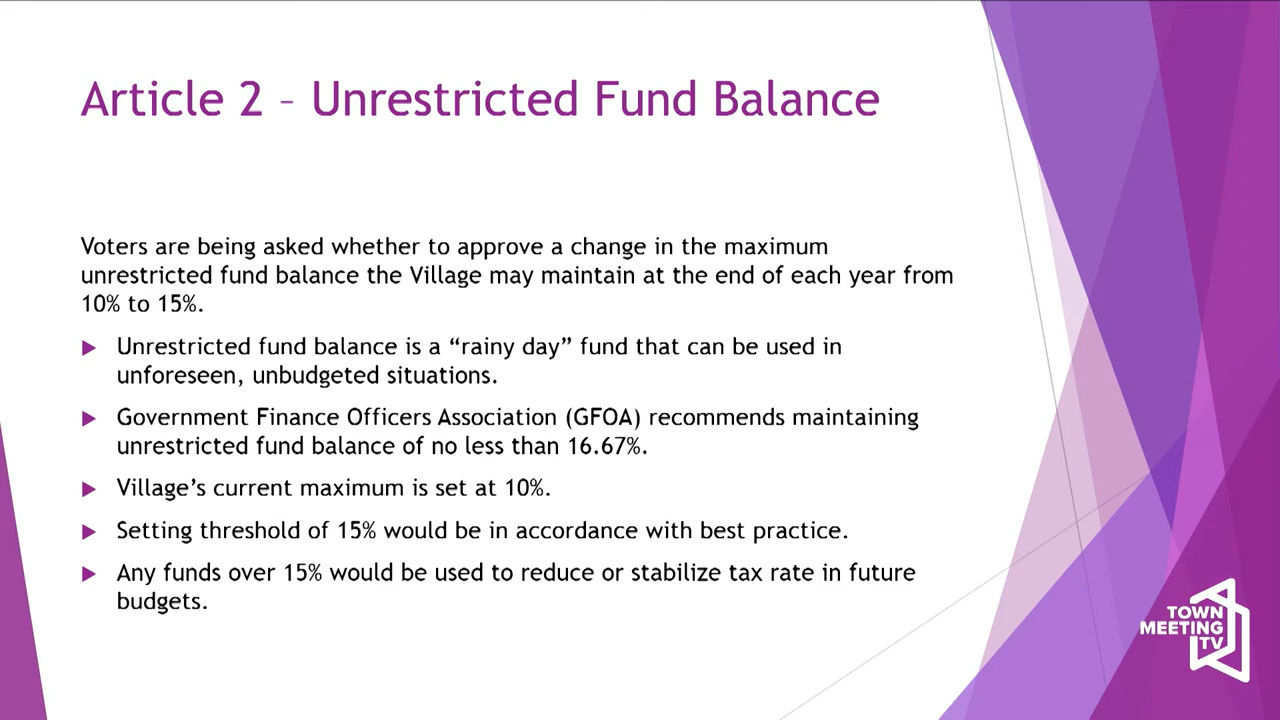 Article 2 – Unrestricted Fund Balance
Voters are being asked whether to approve a change in the maximum
unrestricted fund balance the Village may maintain at the end of each year from
10% to 15%.
Unrestricted fund balance is a “rainy day” fund that can be used in
unforeseen, unbudgeted situations.
Government Finance Officers Association (GFOA) recommends maintaining
unrestricted fund balance of no less than 16.67%.
Village’s current maximum is set at 10%.
Setting threshold of 15% would be in accordance with best practice.
Any funds over 15% would be used to reduce or stabilize tax rate in future
budgets.
TOWN
MEETING
TV